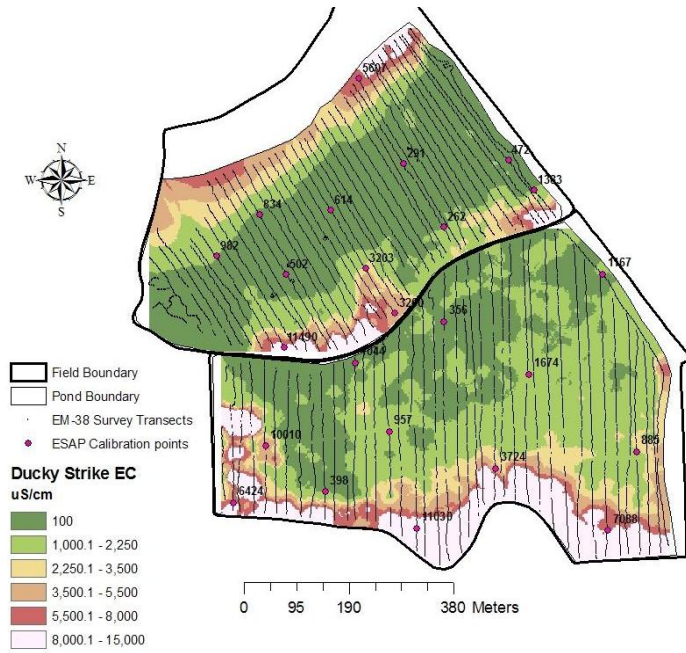 N
W E
S
5607
291
472
1383
614
834
262
982
502
3203
1167
3260
356
11490
1044
1674
957
10010
885
3724
398
6424
11030
7088
Field Boundary
Pond Boundary
EM-38 Survey Transects
ESAP Calibration points
Ducky Strike EC
uS/cm
100
1,000.1 - 2,250
2,250.1 - 3,500
3,500.1 - 5,500
5,500.1 - 8,000
8,000.1 - 15,000
0 95 190 380 Meters